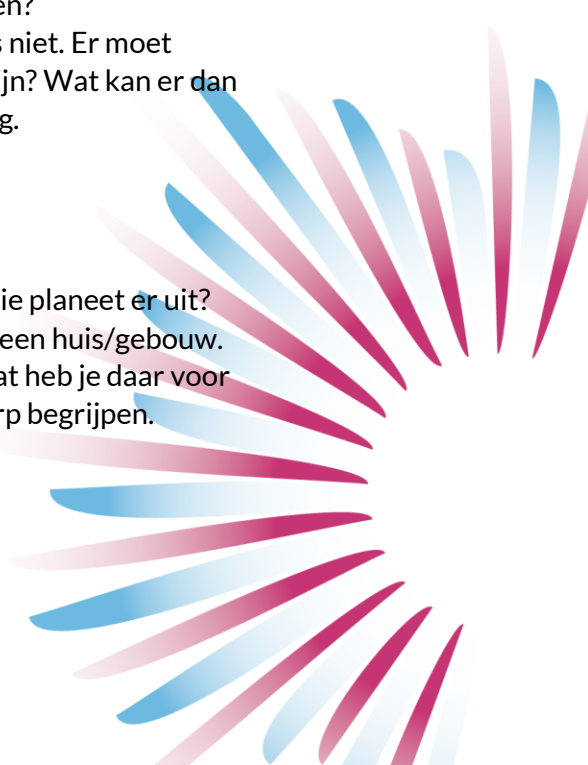 en?
s niet. Er moet
ijn? Wat kan er dan
g.
ie planeet er uit?
een huis/gebouw.
at heb je daar voor
rp begrijpen.